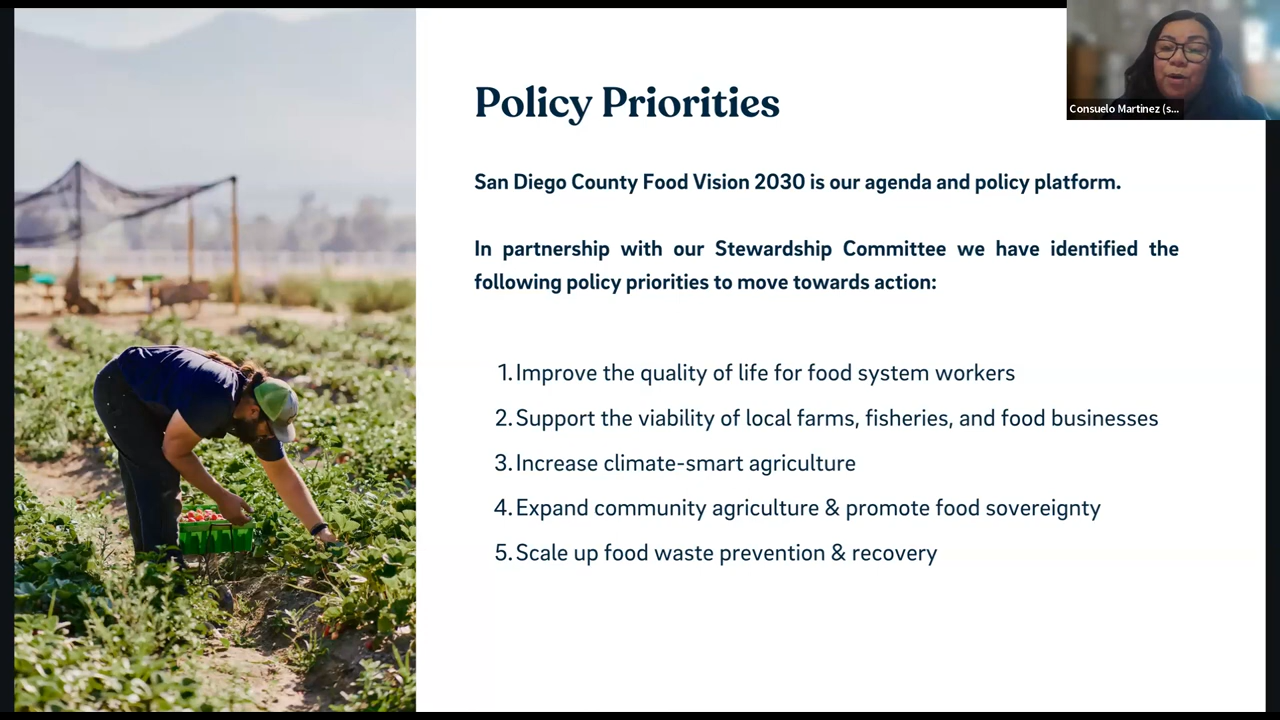 Policy Priorities
Consuelo Martinez (s...
San Diego County Food Vision 2030 is our agenda and policy platform.
In partnership with our Stewardship Committee we have identified the
following policy priorities to move towards action:
1. Improve the quality of life for food system workers
2. Support the viability of local farms, fisheries, and food businesses
3. Increase climate-smart agriculture
4. Expand community agriculture & promote food sovereignty
5. Scale up food waste prevention & recovery